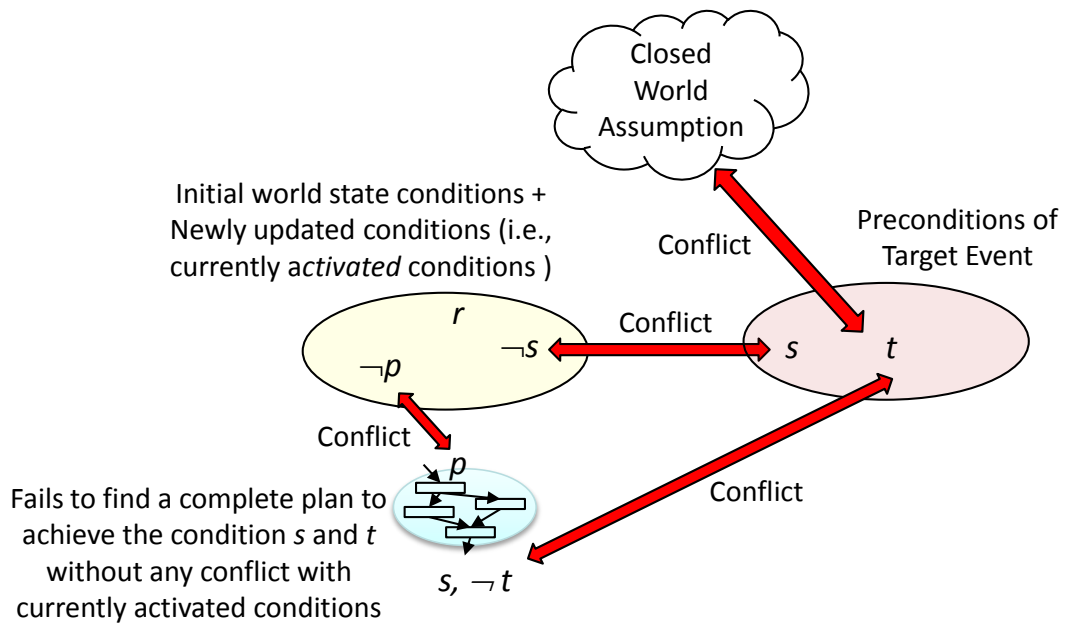 Closed
World
Assumption
Initial world state conditions +
Newly updated conditions (i.e.,
currently activated conditions )
Preconditions of
Target Event
Conflict
r
Conflict
¬s
s
t
¬p
Conflict
p
Conflict
Fails to find a complete plan to
achieve the condition s and t
without any conflict with
currently activated conditions
s, ¬ t